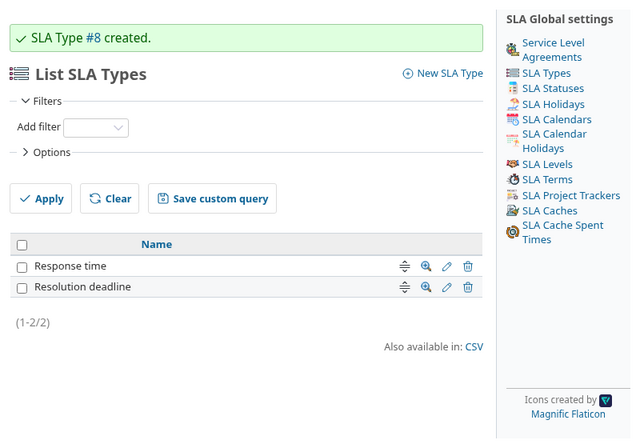 SLA Type #8 created.
List SLA Types
New SLA Type
Filters
Add filter
Options
Apply
Clear
Save custom query
Name
Response time
Resolution deadline
(1-2/2)
Also available in: CSV
SLA Global settings
Service Level
Agreements
SLA Types
SLA Statuses
SLA Holidays
SLA Calendars
SLA Calendar
Holidays
SLA Levels
SLA Terms
SLA Project Trackers
SLA Caches
SLA Cache Spent
Times
Icons created by
Magnific Flaticon